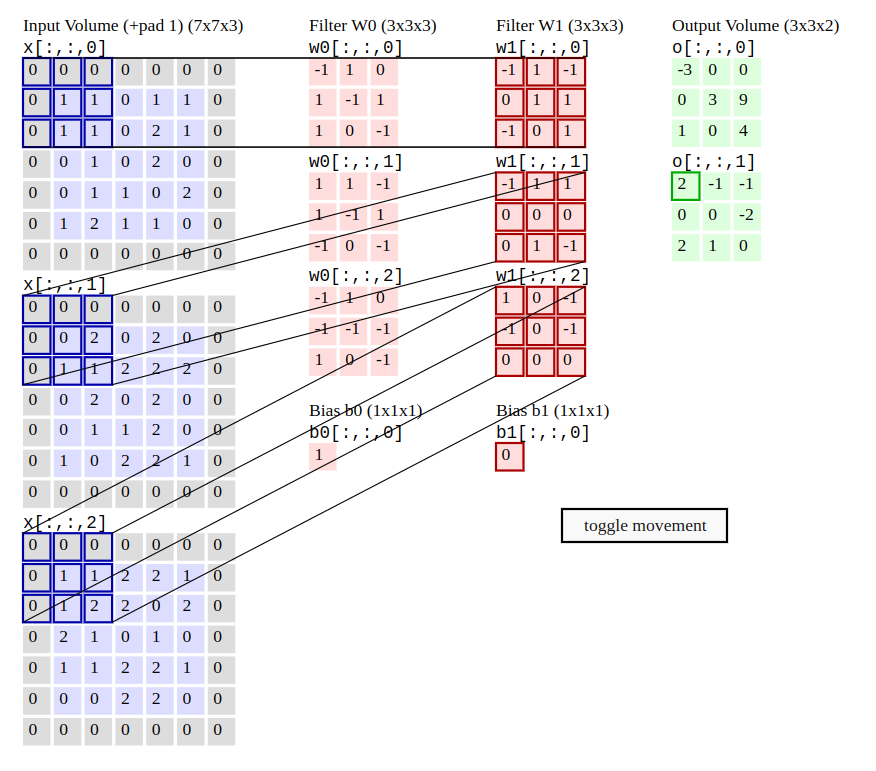 Input Volume (+pad 1) (7x7x3)
x[:,:,0]
0 0 0 0 0 0 0
0 1 1 0 1 1 0
0 1 1 0 2 1 0
0 0 1 0 2 0 0
0 0 1 1 0 2 0
0 1 2 1 1 0 0
0 0 0 0 0 0 0
x[:,:,1]
0 0 0 0 0 0 0
0 0 2 0 2 0 0
0 1 1 2 2 2 0
0 0 2 0 2 0 0
0 0 1 1 2 0 0
0 1 0 2 2 1 0
0 0 0 0 0 0 0
x[:,:,2]
0 0 0 0 0 0 0
0 1 1 2 2 1 0
0 1 2 2 0 2 0
0 2 1 0 1 0 0
0 1 1 2 2 1 0
0 0 0 2 2 0 0
0 0 0 0 0 0 0
Filter W0 (3x3x3)
w0[:,:,0]
-1 1 0
1 -1 1
1 0 -1
w0[:,:,1]
1 1 -1
1 -1 1
-1 0 -1
w0[:,:,2]
-1 1 0
-1 -1 -1
1 0 -1
Bias b0 (1x1x1)
b0[:,:,0]
1
Filter W1 (3x3x3)
w1[:,:,0]
-1 1 -1
0 1 1
-1 0 1
w1[:,:,1]
-1 1 1
0 0 0
0 1 -1
w1[:,:,2]
1 0 -1
-1 0 -1
0 0 0
Bias b1 (1x1x1)
b1[:,:,0]
0
Output Volume (3x3x2)
o[:,:,0]
-3 0 0
0 3 9
1 0 4
o[:,:,1]
2 -1 -1
0 0 -2
2 1 0
toggle movement